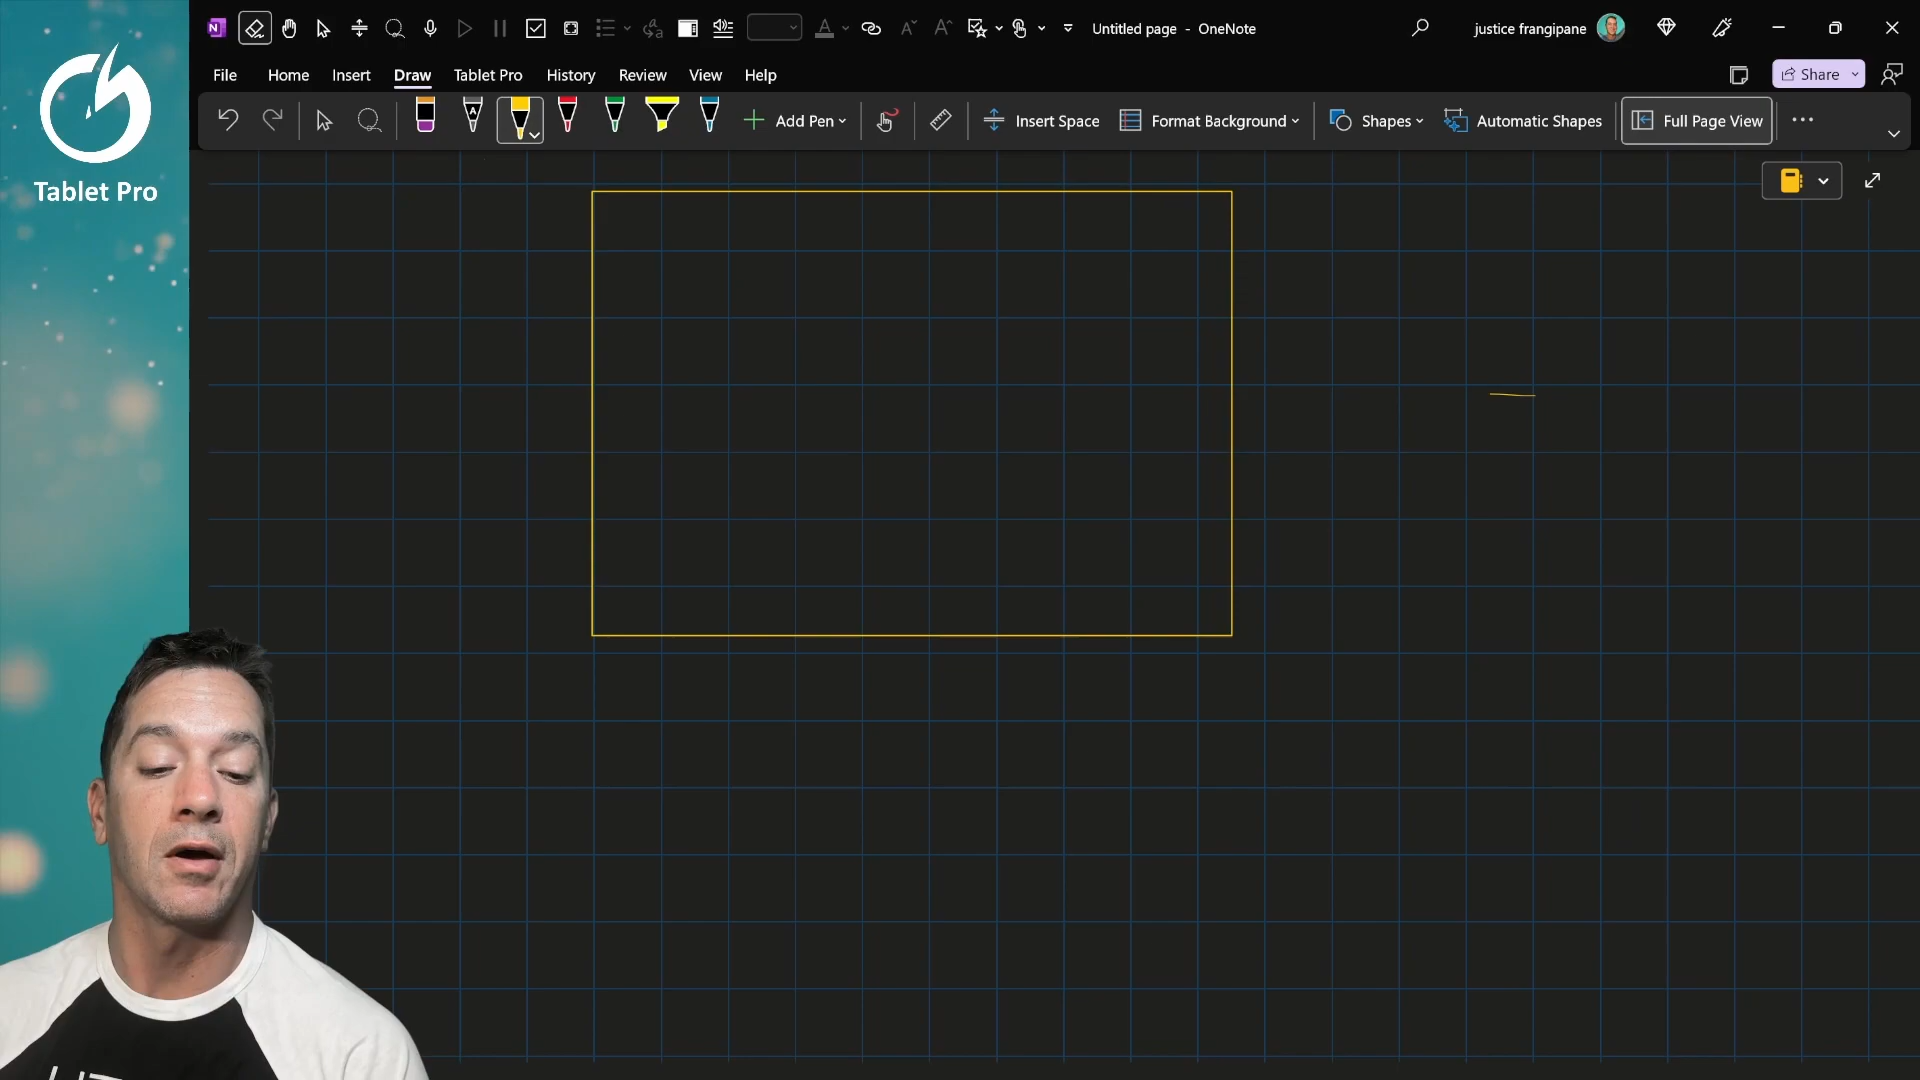 Untitled page - OneNote
justice frangipane
File Home Insert Draw Tablet Pro History Review View Help
Share
A
Add Pen
Insert Space
Format Background
Shapes
Automatic Shapes
Full Page View
Tablet Pro